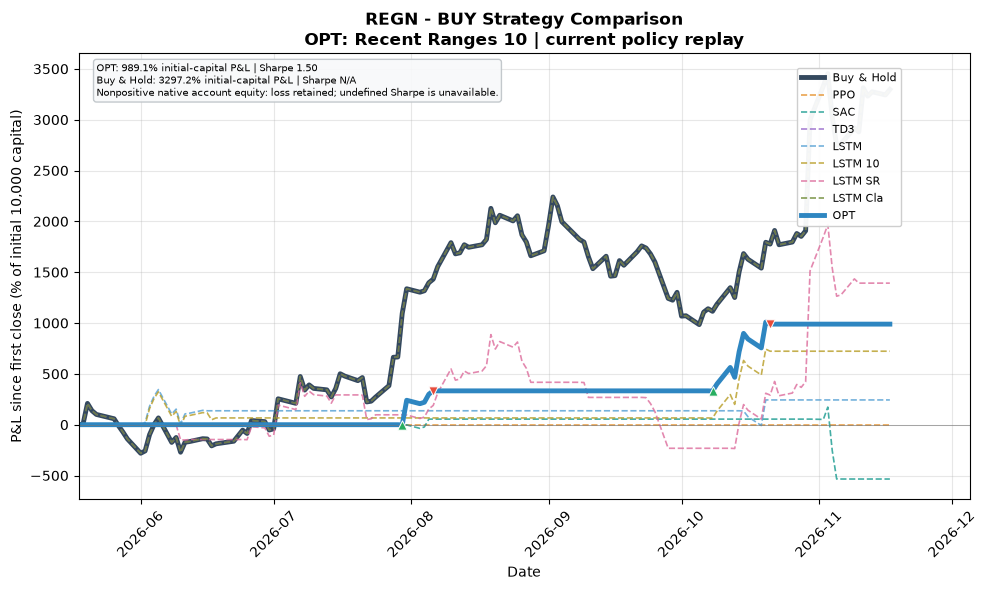 REGN - BUY Strategy Comparison
OPT: Recent Ranges 10 | current policy replay
OPT: 989.1% initial-capital P&L | Sharpe 1.50
Buy & Hold: 3297.2% initial-capital P&L | Sharpe N/A
Nonpositive native account equity: loss retained; undefined Sharpe is unavailable.
Buy & Hold
PPO
SAC
TD3
LSTM
LSTM 10
LSTM SR
LSTM Cla
OPT
P&L since first close (% of initial 10,000 capital)
3500
3000
2500
2000
1500
1000
500
0
−500
2026-06
2026-07
2026-08
2026-09
2026-10
2026-11
2026-12
Date